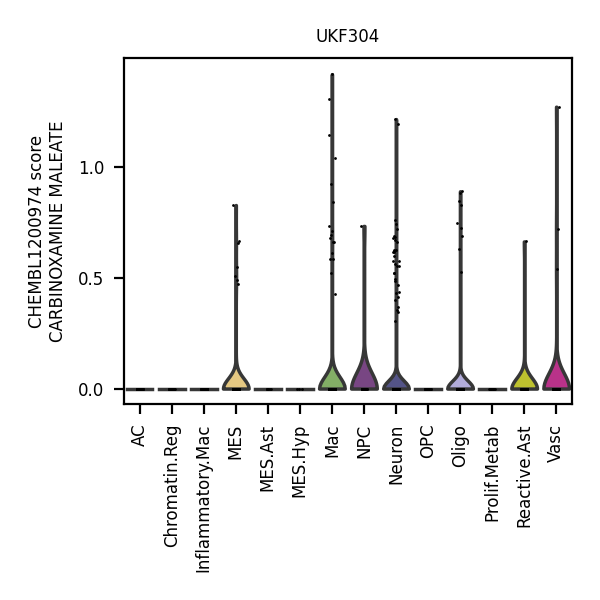 UKF304
CHEMBL1200974 score
CARBINOXAMINE MALEATE
1.0
0.5
0.0
AC
Chromatin.Reg
Inflammatory.Mac
MES
MES.Ast
MES.Hyp
Mac
NPC
Neuron
OPC
Oligo
Prolif.Metab
Reactive.Ast
Vasc